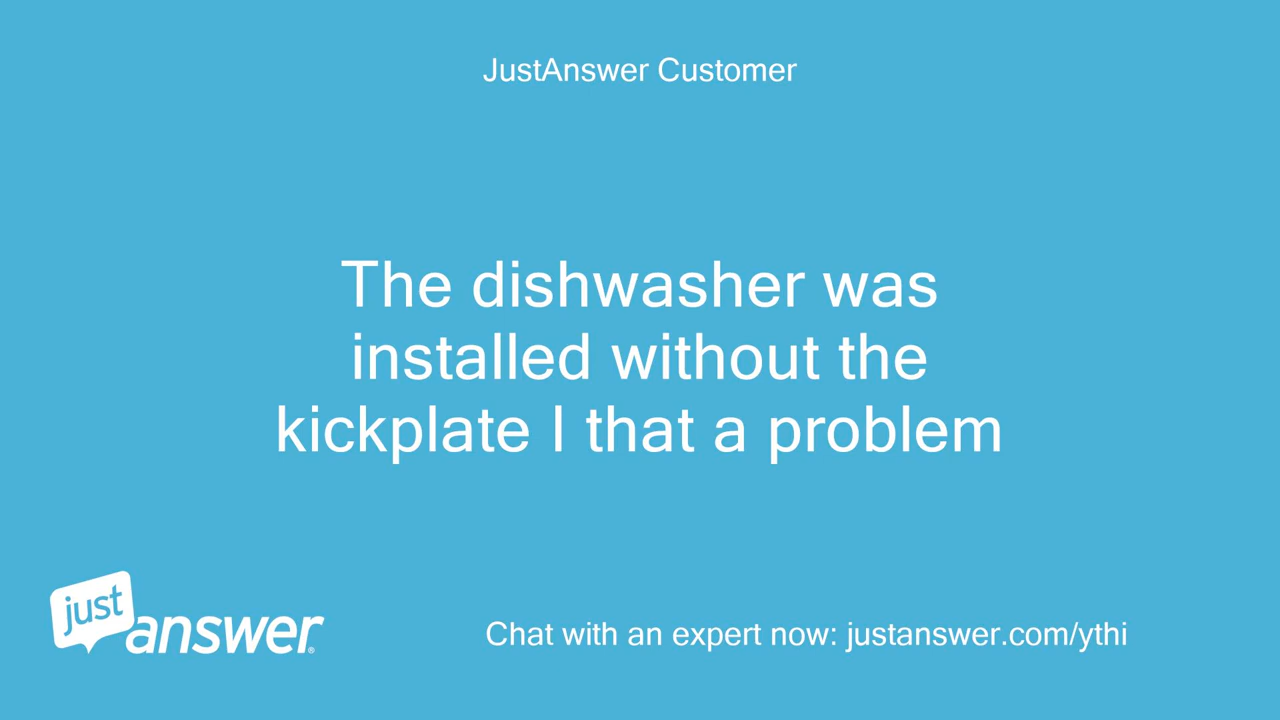 JustAnswer Customer
The dishwasher was
installed without the
kickplate I that a problem
just
answer®
Chat with an expert now: justanswer.com/ythi